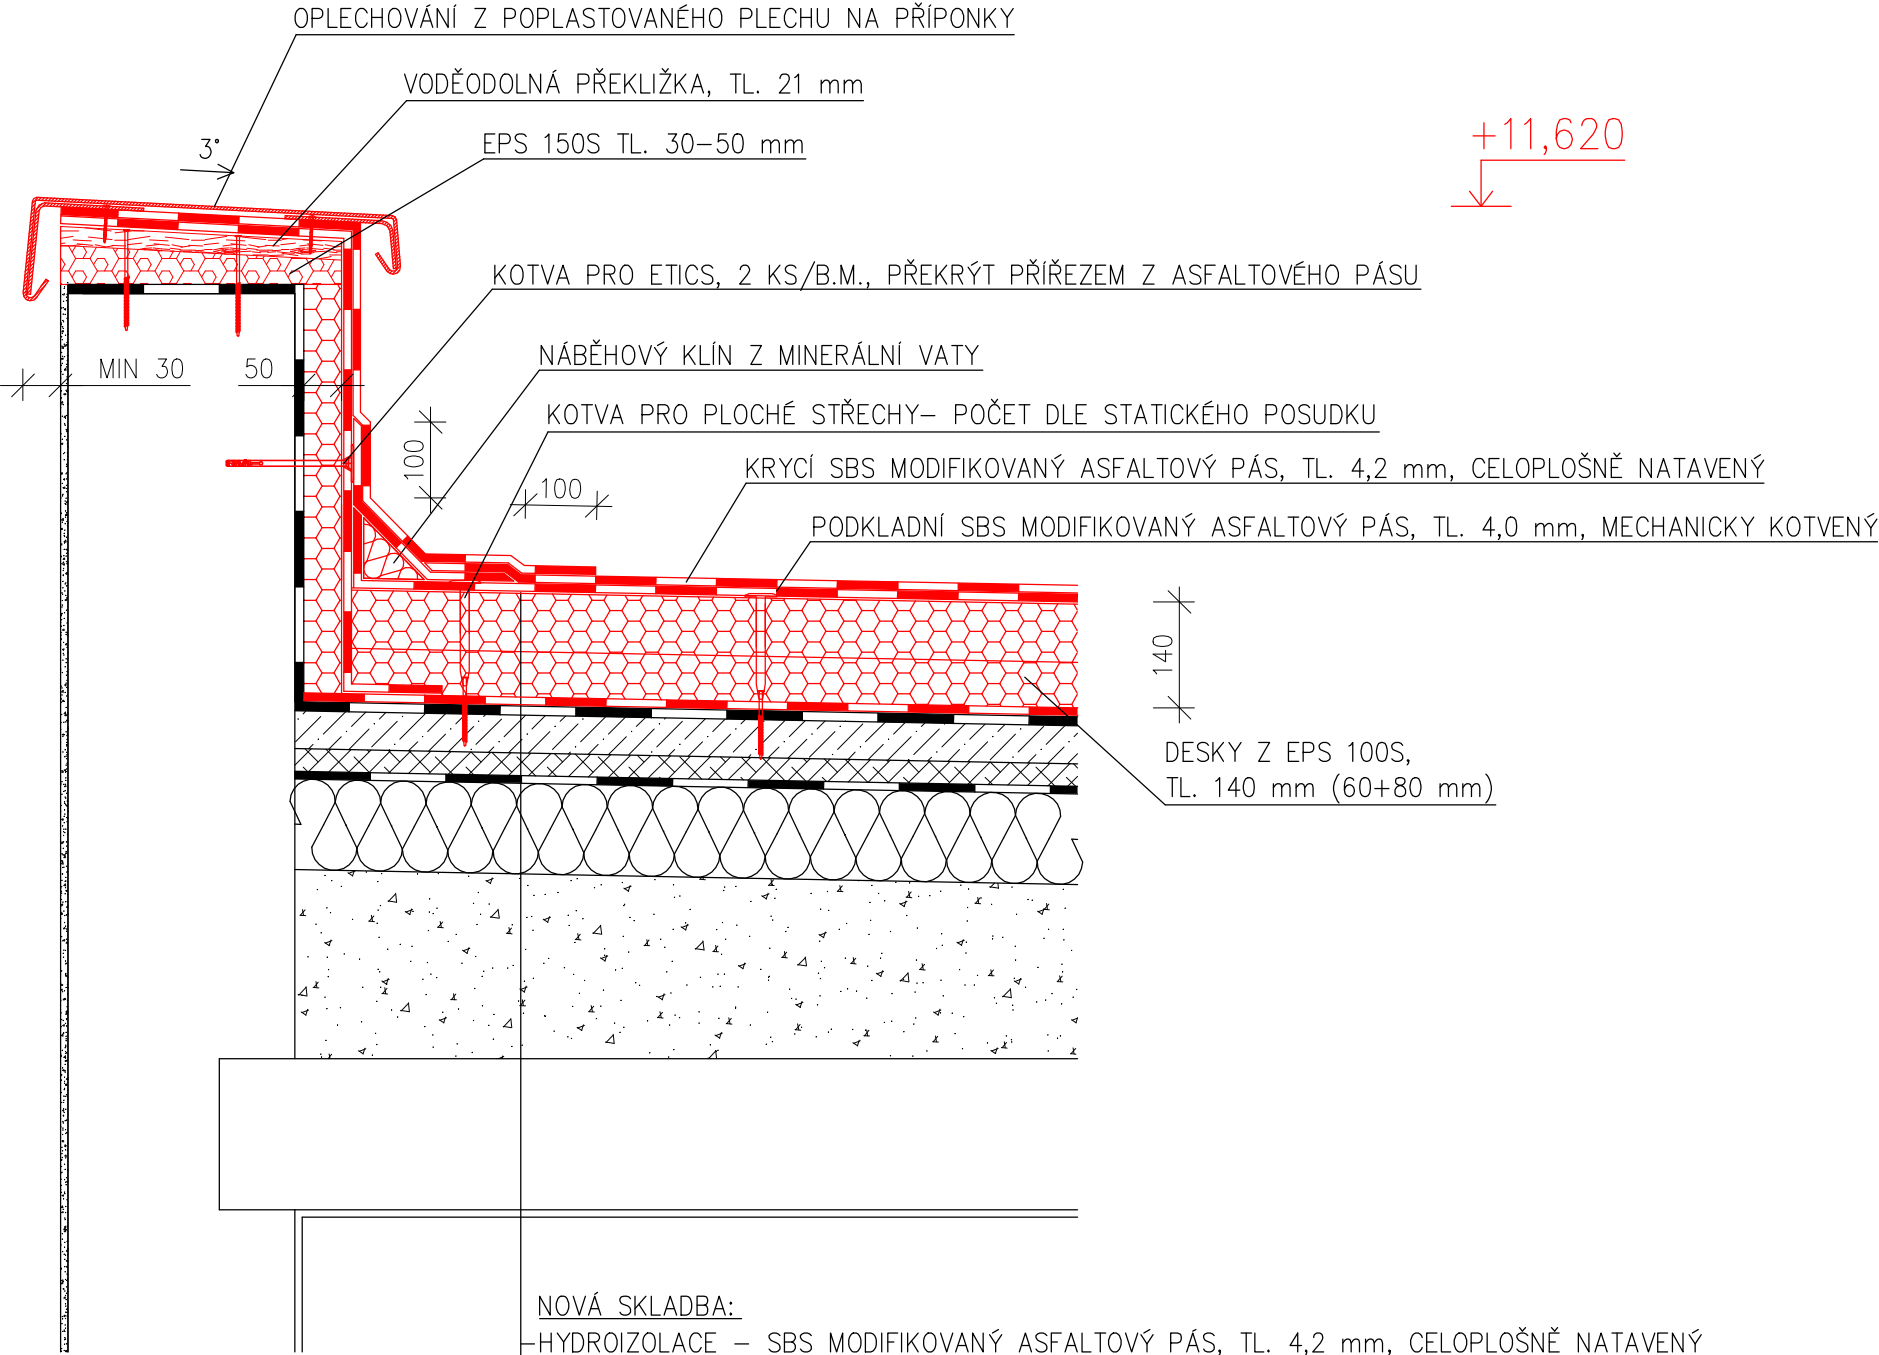 OPLECHOVÁNÍ Z POPLASTOVANÉHO PLECHU NA PŘÍPONKY
VODĚODOLNÁ PŘEKLIŽKA, TL. 21 mm
+11,620
EPS 150S TL. 30-50 mm
3°
KOTVA PRO ETICS, 2 KS/B.M., PŘEKRÝT PŘÍŘEZEM Z ASFALTOVÉHO PÁSU
NÁBĚHOVÝ KLÍN Z MINERÁLNÍ VATY
MIN 30
50
KOTVA PRO PLOCHÉ STŘECHY- POČET DLE STATICKÉHO POSUDKU
100
KRYCÍ SBS MODIFIKOVANÝ ASFALTOVÝ PÁS, TL. 4,2 mm, CELOPLOŠNĚ NATAVENÝ
100
PODKLADNÍ SBS MODIFIKOVANÝ ASFALTOVÝ PÁS, TL. 4,0 mm, MECHANICKY KOTVENÝ
140
DESKY Z EPS 100S,
TL. 140 mm (60+80 mm)
NOVÁ SKLADBA:
-HYDROIZOLACE - SBS MODIFIKOVANÝ ASFALTOVÝ PÁS, TL. 4,2 mm, CELOPLOŠNĚ NATAVENÝ